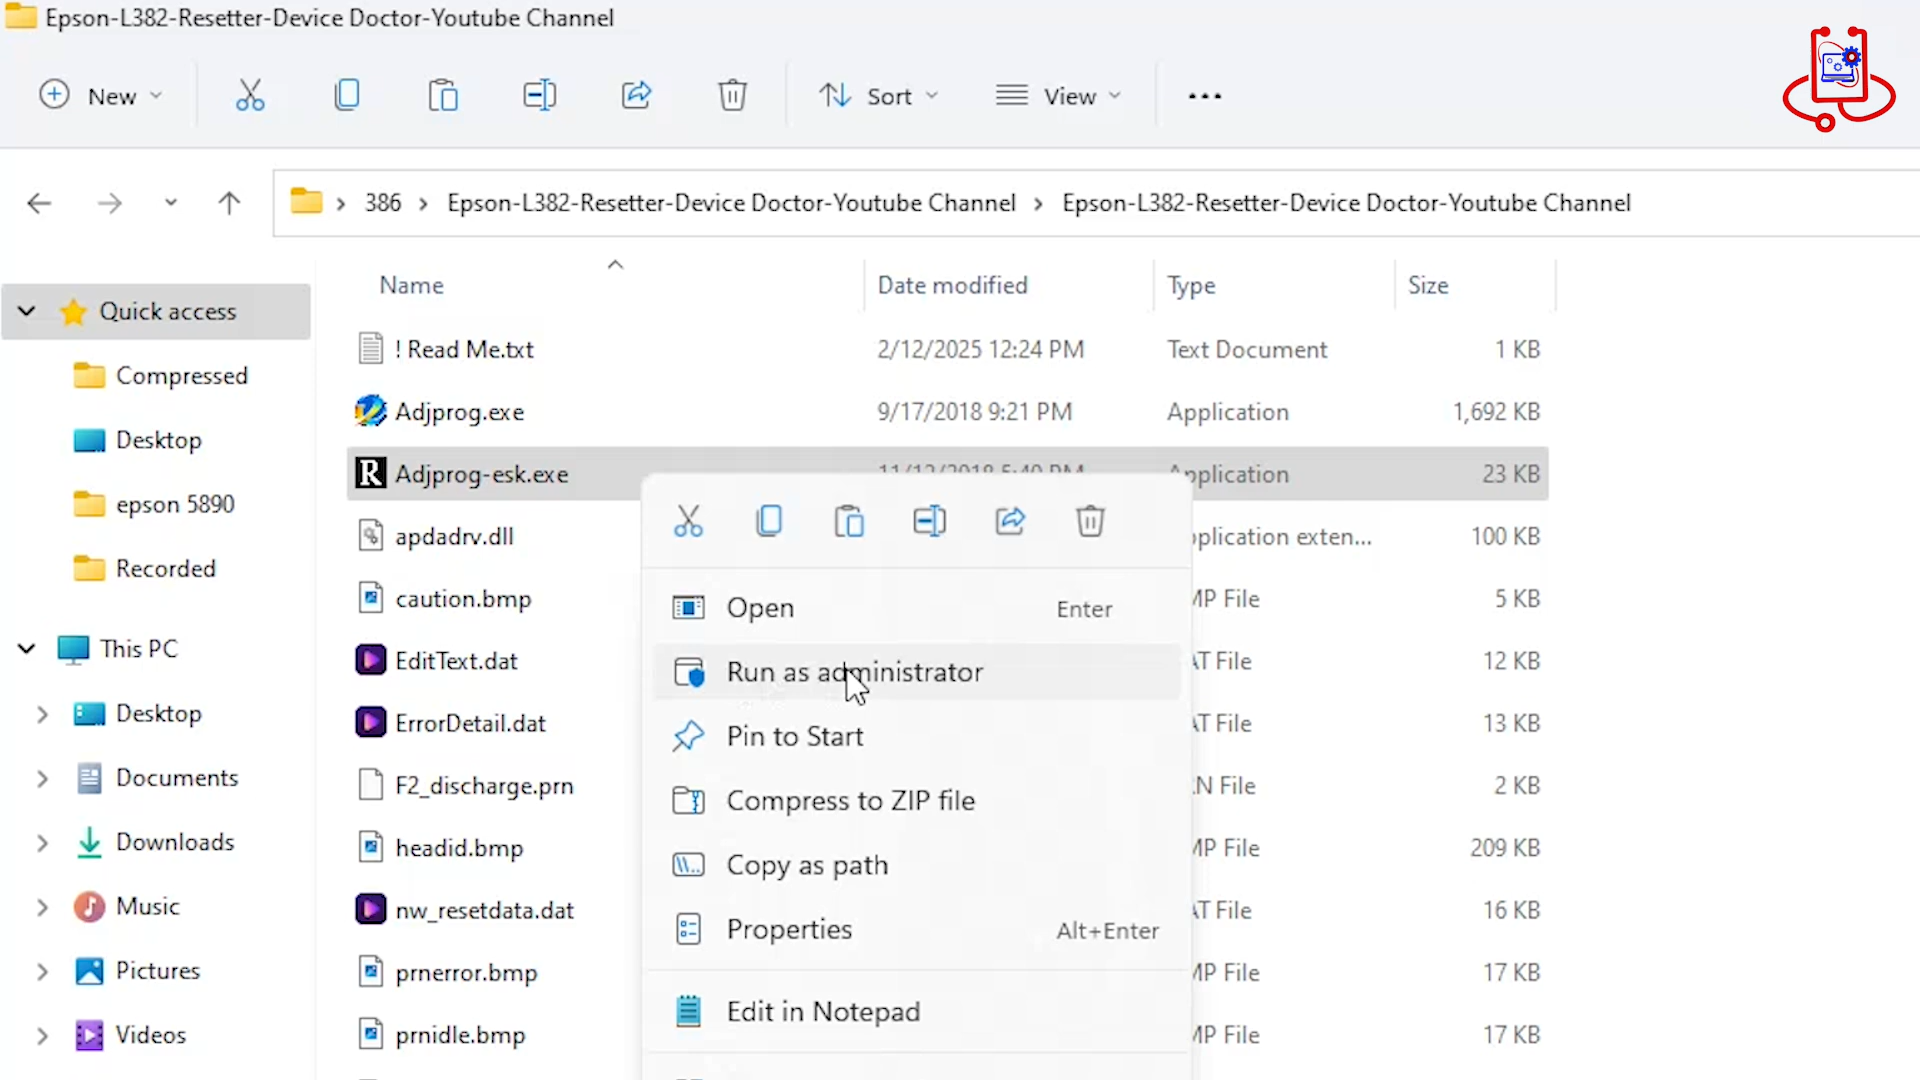 Epson-L382-Resetter-Device Doctor-Youtube Channel
New
Sort
View
386 › Epson-L382-Resetter-Device Doctor-Youtube Channel › Epson-L382-Resetter-Device Doctor-Youtube Channel
Name Date modified Type Size
Quick access
Compressed
Desktop
epson 5890
Recorded
This PC
Desktop
Documents
Downloads
Music
Pictures
Videos
! Read Me.txt 2/12/2025 12:24 PM Text Document 1 KB
Adjprog.exe 9/17/2018 9:21 PM Application 1,692 KB
Adjprog-esk.exe 11/12/2018 5:40 PM Application 23 KB
apdadrv.dll plication exten... 100 KB
caution.bmp MP File 5 KB
EditText.dat AT File 12 KB
ErrorDetail.dat AT File 13 KB
F2_discharge.prn N File 2 KB
headid.bmp MP File 209 KB
nw_resetdata.dat AT File 16 KB
prnerror.bmp MP File 17 KB
prnidle.bmp MP File 17 KB
Open Enter
Run as administrator
Pin to Start
Compress to ZIP file
Copy as path
Properties Alt+Enter
Edit in Notepad